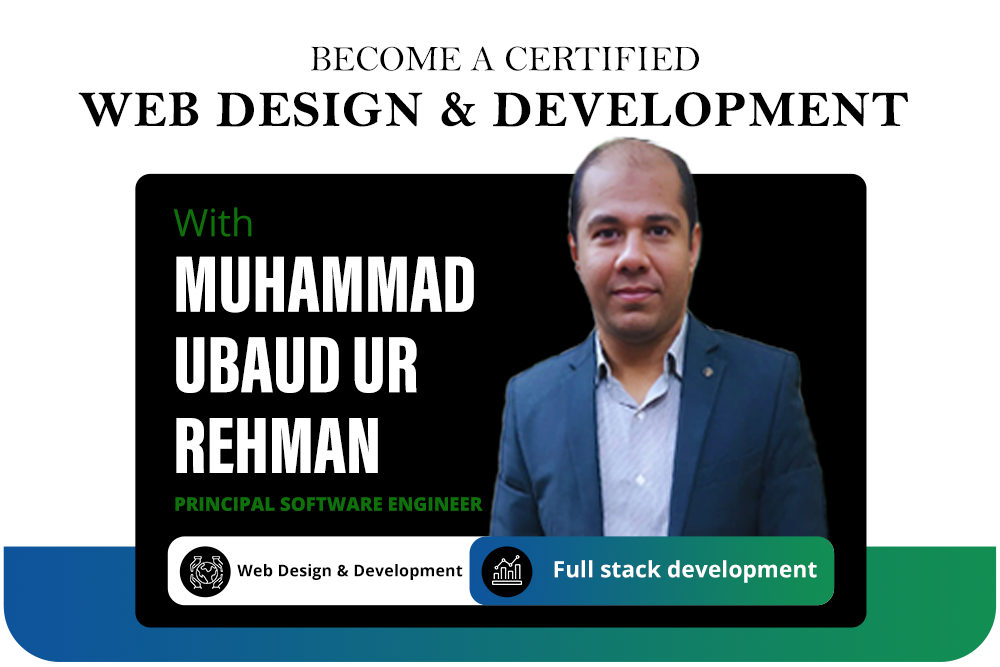 BECOME A CERTIFIED
WEB DESIGN & DEVELOPMENT
With
MUHAMMAD
UBAUD UR
REHMAN
PRINCIPAL SOFTWARE ENGINEER
Web Design & Development
Full stack development